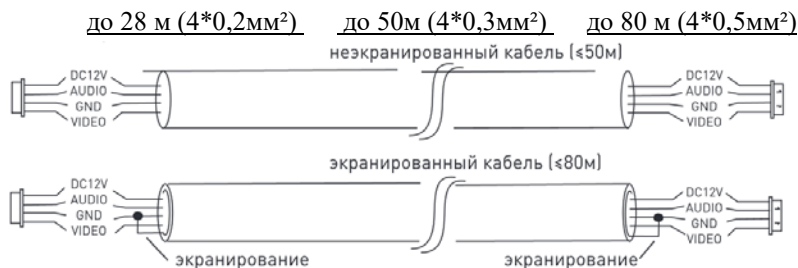 до 28 м (4*0,2мм²) до 50м (4*0,3мм²) до 80 м (4*0,5мм²)
неэкранированный кабель (≤50м)
DC12V DC12V
AUDIO AUDIO
GND GND
VIDEO VIDEO
экранированный кабель (≤80м)
DC12V DC12V
AUDIO AUDIO
GND GND
VIDEO VIDEO
экранирование экранирование